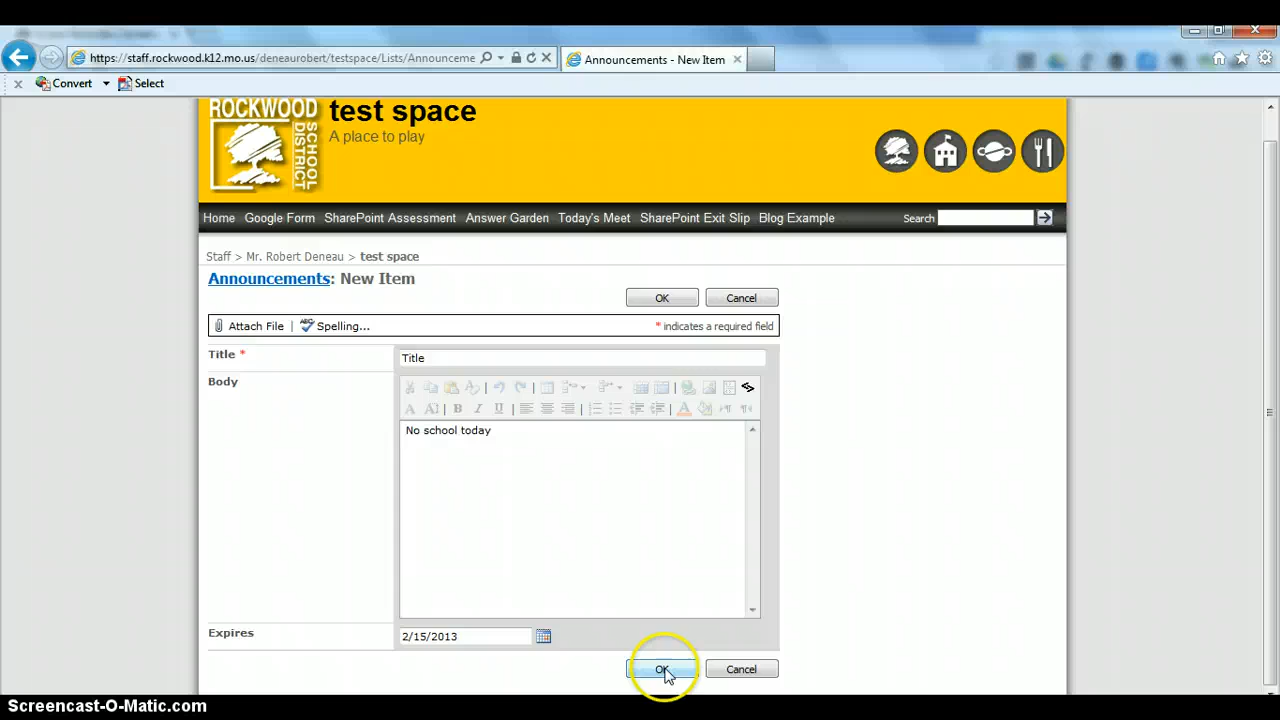 https://staff.rockwood.k12.mo.us/deneaurobert/testspace/Lists/Announceme
Announcements - New Item
Convert
Select
ROCKWOOD
SCHOOL
DISTRICT
test space
A place to play
Home Google Form SharePoint Assessment Answer Garden Today's Meet SharePoint Exit Slip Blog Example Search
Staff > Mr. Robert Deneau > test space
Announcements: New Item
OK Cancel
Attach File | Spelling... * indicates a required field
Title * Title
Body
No school today
Expires 2/15/2013
OK Cancel
Screencast-O-Matic.com